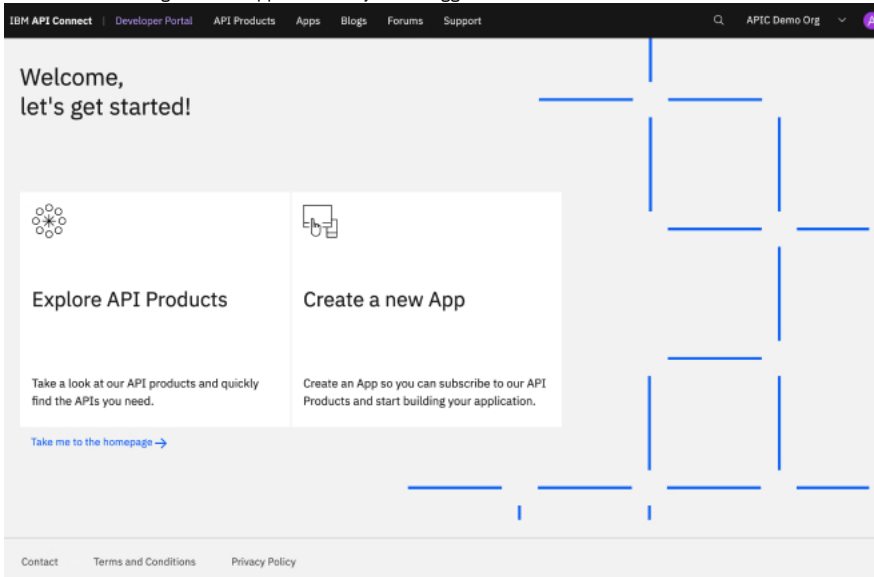 IBM API Connect | Developer Portal API Products Apps Blogs Forums Support APIC Demo Org
Welcome,
let's get started!
Explore API Products
Take a look at our API products and quickly
find the APIs you need.
Create a new App
Create an App so you can subscribe to our API
Products and start building your application.
Take me to the homepage →
Contact Terms and Conditions Privacy Policy